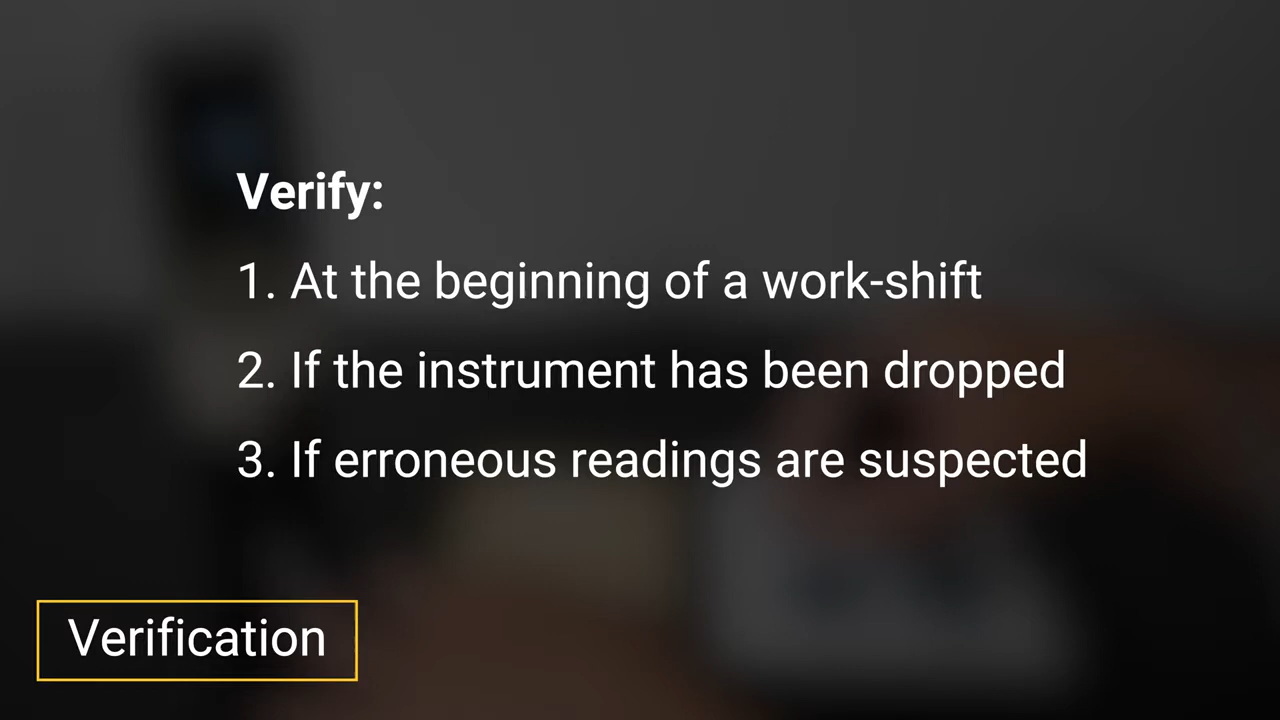 Verify:
1. At the beginning of a work-shift
2. If the instrument has been dropped
3. If erroneous readings are suspected
Verification